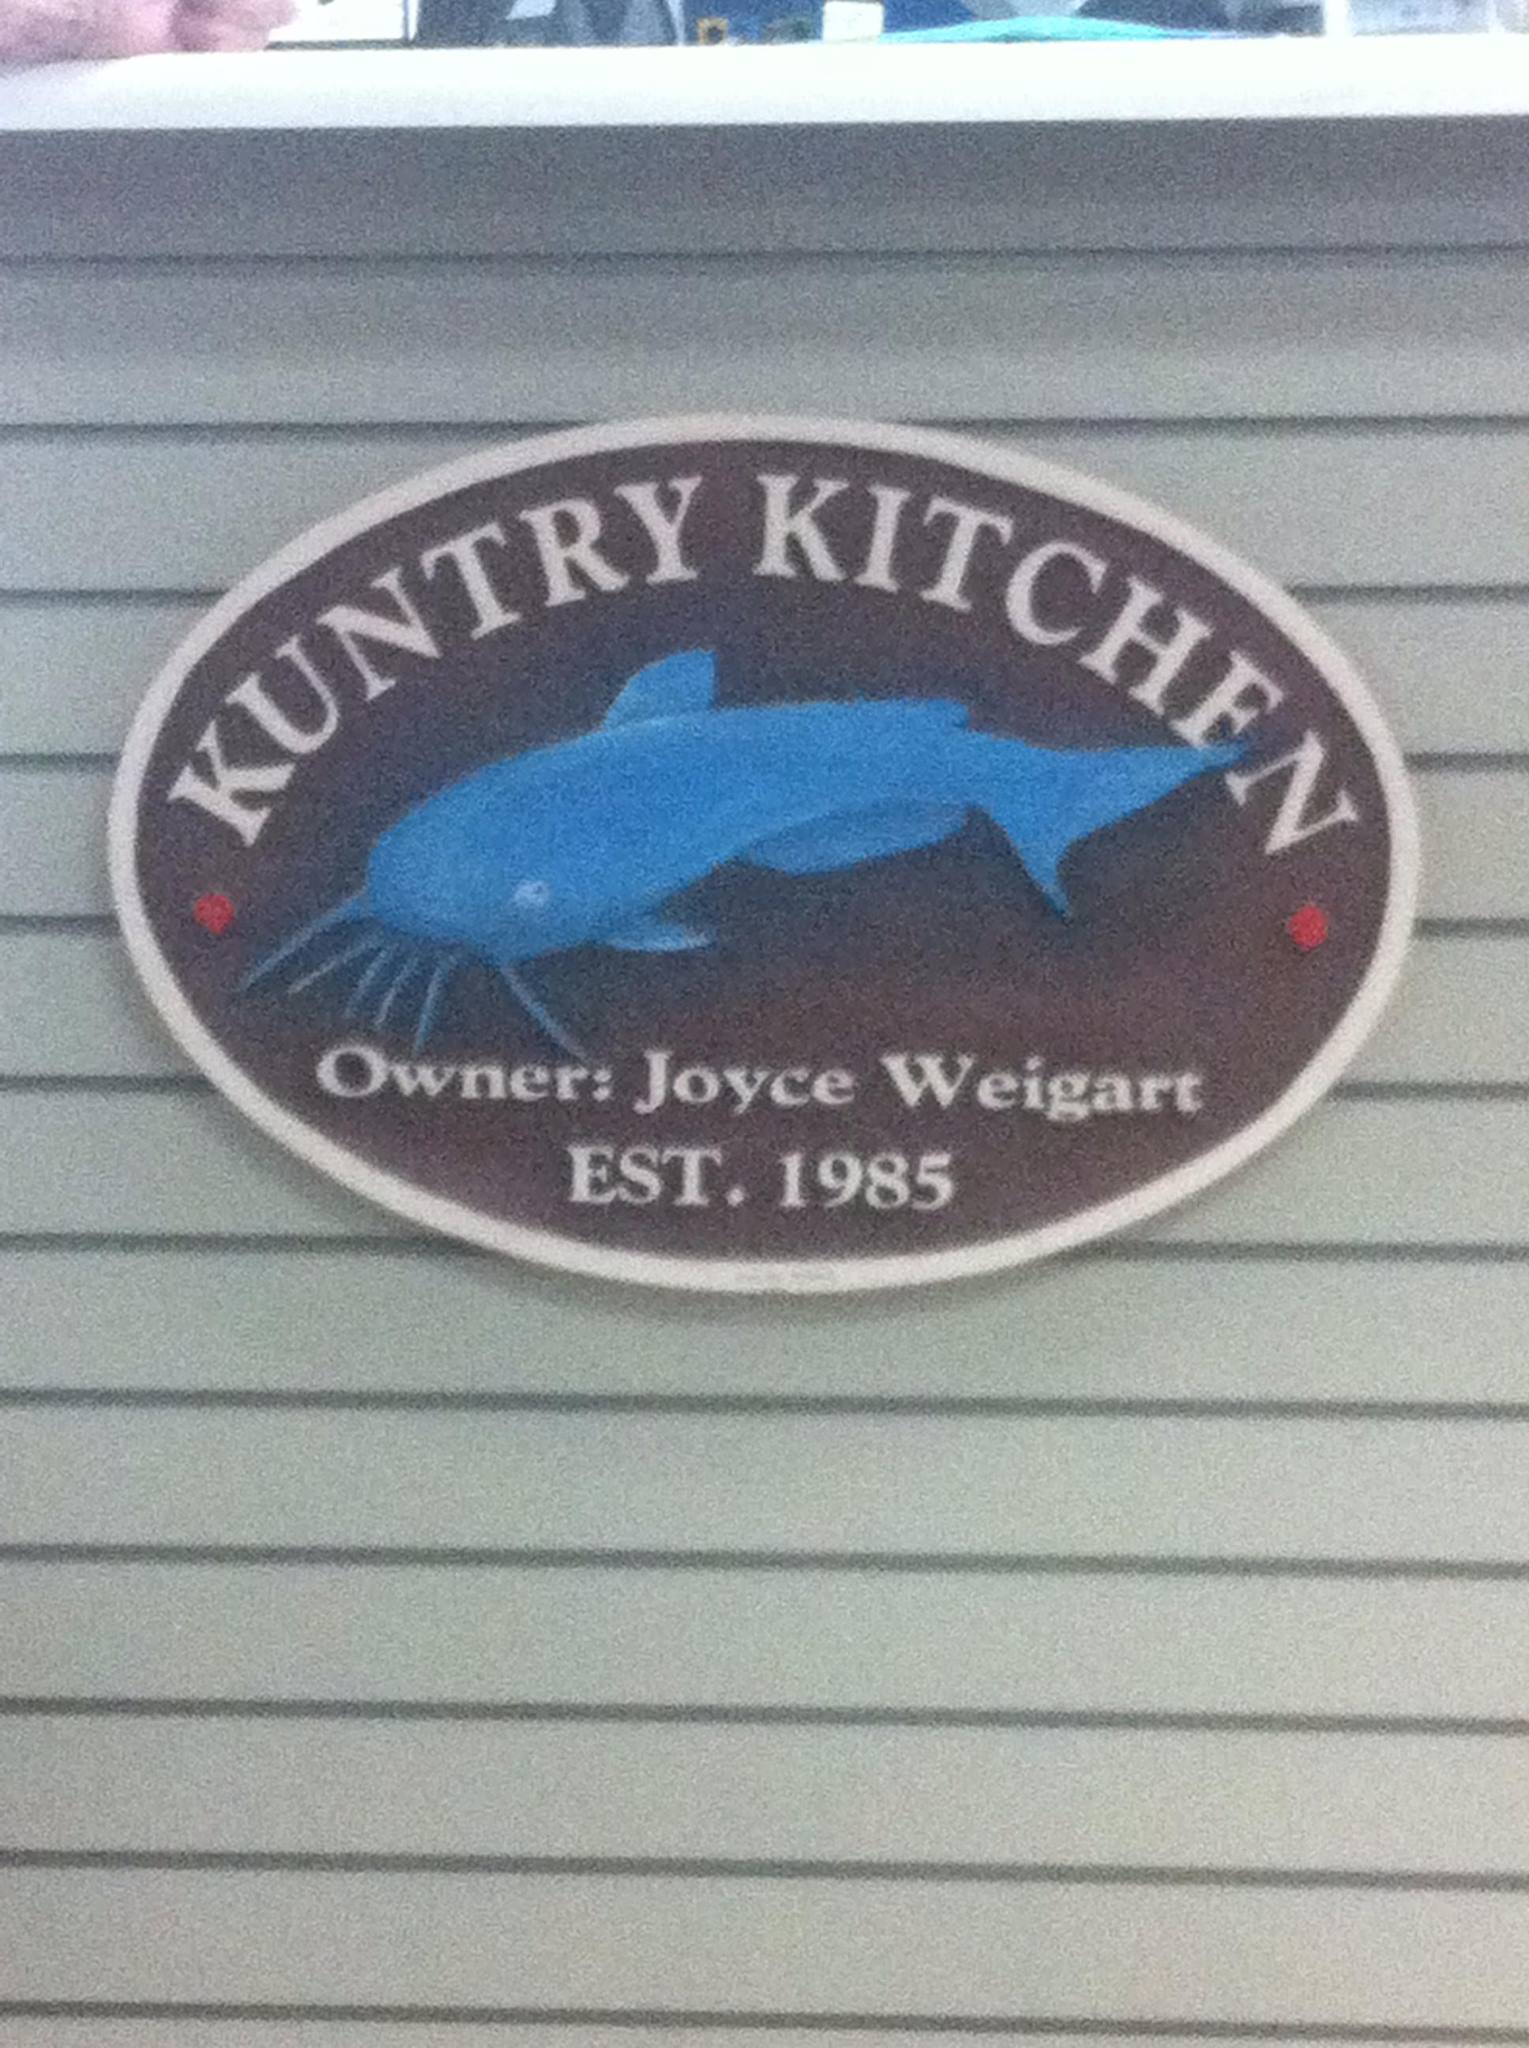 KUNTRY KITCHEN
Owner: Joyce Weigart
EST. 1985